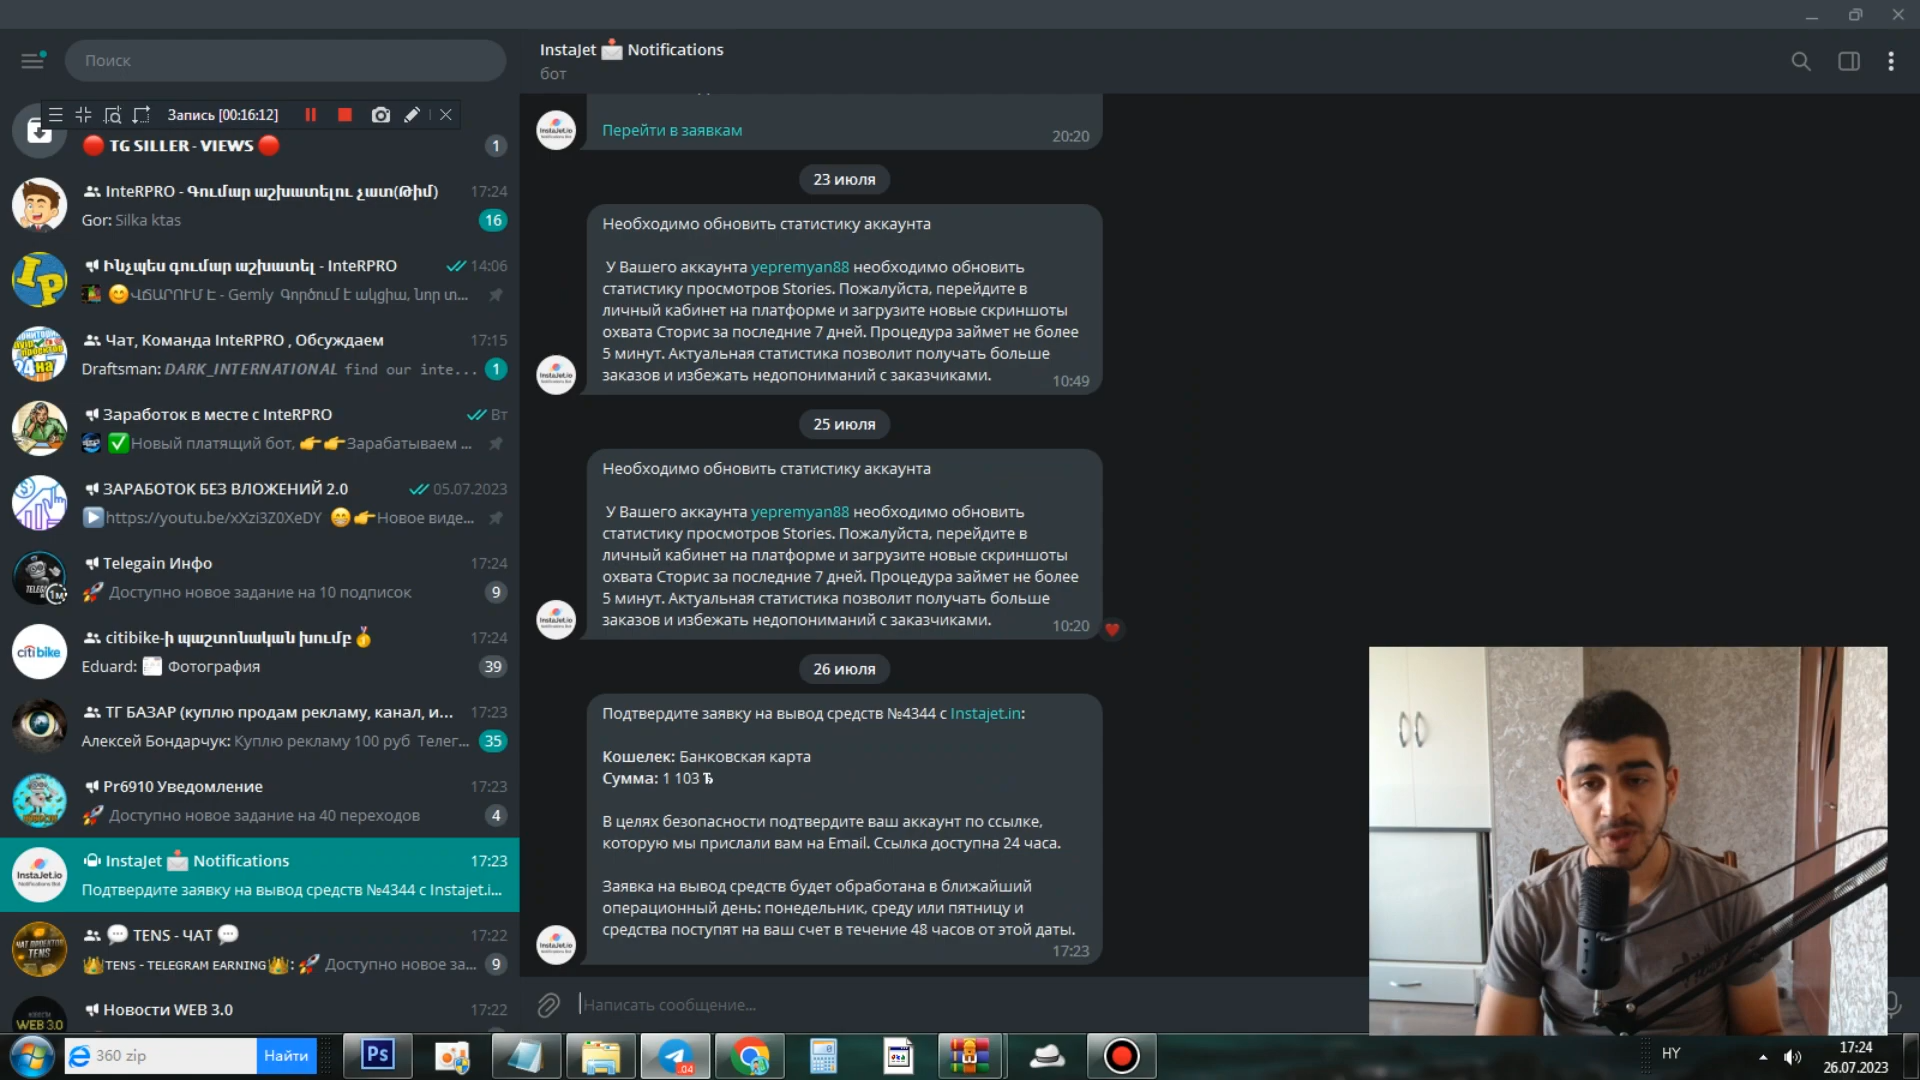 Поиск
Запись [00:16:12]
🔴 TG SILLER - VIEWS 🔴
1
InteRPRO - Գումար աշխատելու չատ(Թիմ)
17:24
Gor: Silka ktas
16
Ինչպես գումար աշխատել - InteRPRO
14:06
😊ՎՃԱՐՈՒՄ Է - Gemly Գործում է ակցիա, նոր տ...
Чат, Команда InteRPRO , Обсуждаем
17:15
Draftsman: DARK_INTERNATIONAL find our inte...
1
Заработок в месте с InteRPRO
Вт
✅Новый платящий бот, 👉👉Зарабатываем ...
ЗАРАБОТОК БЕЗ ВЛОЖЕНИЙ 2.0
05.07.2023
▶️https://youtu.be/xXzi3Z0XeDY 😁👉Новое виде...
Telegain Инфо
17:24
🚀 Доступно новое задание на 10 подписок
9
1м
citi bike
citibike-ի պաշտոնական խումբ🥇
17:24
Eduard: Фотография
39
ТГ БАЗАР (куплю продам рекламу, канал, и...
17:23
Алексей Бондарчук: Куплю рекламу 100 руб Телег...
35
Pr6910 Уведомление
17:23
🚀 Доступно новое задание на 40 переходов
4
InstaJet.io
InstaJet 📩 Notifications
17:23
Подтвердите заявку на вывод средств №4344 с Instajet.i...
💬 TENS - ЧАТ 💬
17:22
👑TENS - TELEGRAM EARNING👑: 🚀 Доступно новое за...
9
WEB 3.0
Новости WEB 3.0
17:22
InstaJet 📩 Notifications
бот
Перейти в заявкам
20:20
23 июля
Необходимо обновить статистику аккаунта
У Вашего аккаунта yepremyan88 необходимо обновить
статистику просмотров Stories. Пожалуйста, перейдите в
личный кабинет на платформе и загрузите новые скриншоты
охвата Сторис за последние 7 дней. Процедура займет не более
5 минут. Актуальная статистика позволит получать больше
заказов и избежать недопониманий с заказчиками.
10:49
25 июля
Необходимо обновить статистику аккаунта
У Вашего аккаунта yepremyan88 необходимо обновить
статистику просмотров Stories. Пожалуйста, перейдите в
личный кабинет на платформе и загрузите новые скриншоты
охвата Сторис за последние 7 дней. Процедура займет не более
5 минут. Актуальная статистика позволит получать больше
заказов и избежать недопониманий с заказчиками.
10:20
26 июля
Подтвердите заявку на вывод средств №4344 с Instajet.in:
Кошелек: Банковская карта
Сумма: 1 103 ъ
В целях безопасности подтвердите ваш аккаунт по ссылке,
которую мы прислали вам на Email. Ссылка доступна 24 часа.
Заявка на вывод средств будет обработана в ближайший
операционный день: понедельник, среду или пятницу и
средства поступят на ваш счет в течение 48 часов от этой даты.
17:23
Написать сообщение...
360 zip
Найти
Ps
.04
HY
17:24
26.07.2023